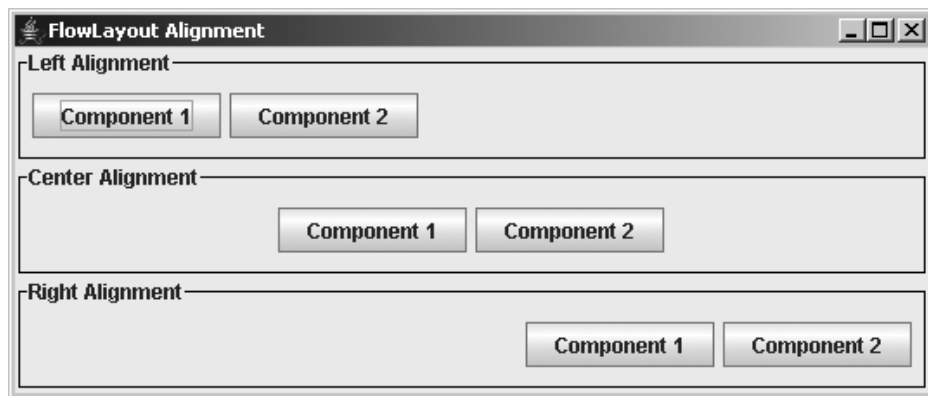 FlowLayout Alignment
Left Alignment
Component 1 Component 2
Center Alignment
Component 1 Component 2
Right Alignment
Component 1 Component 2